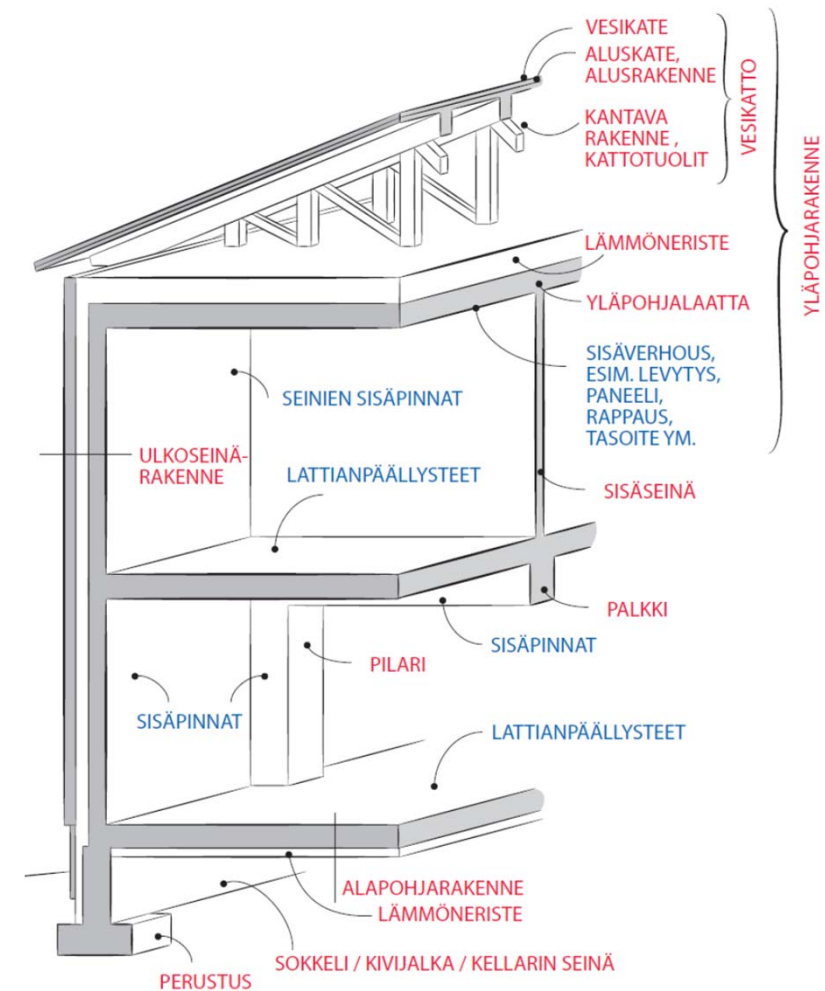 VESIKATE
ALUSKATE,
ALUSRAKENNE
KANTAVA
RAKENNE ,
KATTOTUOLIT
VESIKATTO
YLÄPOHJARAKENNE
LÄMMÖNERISTE
YLÄPOHJALAATTA
SISÄVERHOUS,
ESIM. LEVYTYS,
PANEELI,
RAPPAUS,
TASOITE YM.
SEINIEN SISÄPINNAT
ULKOSEINÄ-
RAKENNE
LATTIANPÄÄLLYSTEET
SISÄSEINÄ
PALKKI
SISÄPINNAT
PILARI
SISÄPINNAT
LATTIANPÄÄLLYSTEET
ALAPOHJARAKENNE
LÄMMÖNERISTE
SOKKELI / KIVIJALKA / KELLARIN SEINÄ
PERUSTUS